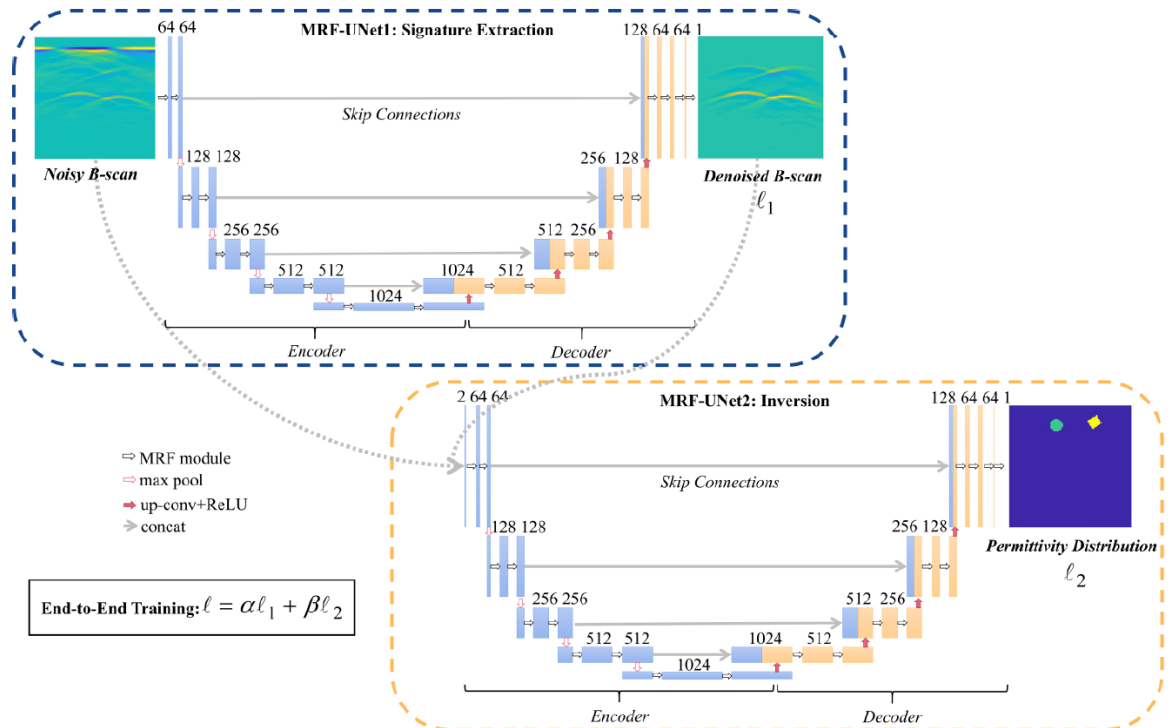 MRF-UNet1: Signature Extraction
64 64
128 64 64 1
Skip Connections
Noisy B-scan
Denoised B-scan
ℓ1
128 128
256 128
256 256
512 256
512 512
1024 512
1024
Encoder
Decoder
MRF-UNet2: Inversion
2 64 64
128 64 64 1
Skip Connections
MRF module
max pool
up-conv+ReLU
concat
Permittivity Distribution
ℓ2
128 128
256 128
256 256
512 256
512 512
1024 512
1024
End-to-End Training: ℓ = αℓ1 + βℓ2
Encoder
Decoder